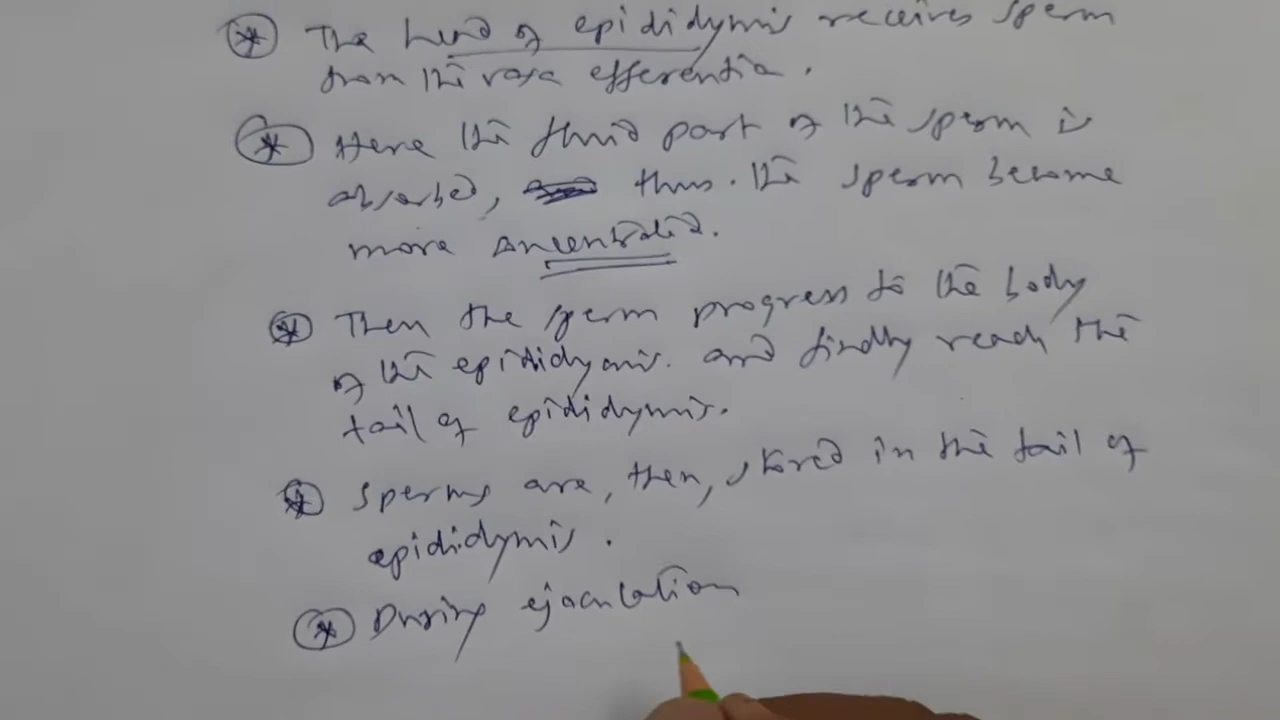 * The head of epididymis receives sperm
from the vasa efferentia.
* Here the fluid part of the sperm is
absorbed, thus. the sperm become
more concentrated.
* Then the sperm progress to the body
of the epididymis. and finally reach the
tail of epididymis.
* Sperms are, then, stored in the tail of
epididymis.
* During ejaculation